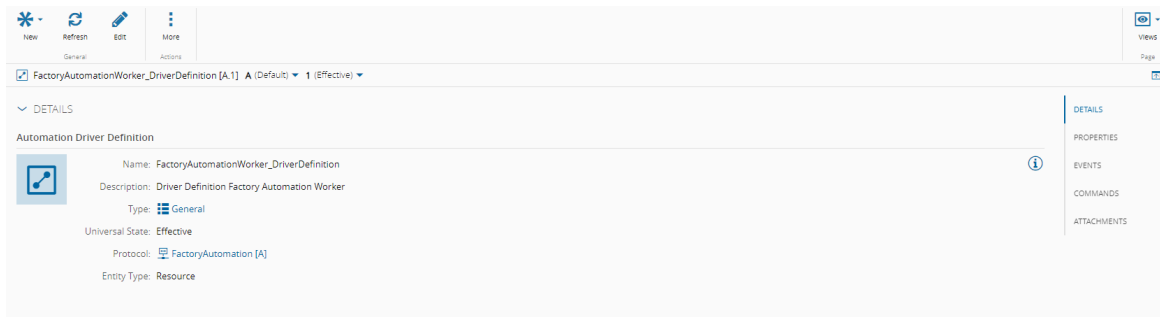 New Refresh Edit More Views
General Actions Page
FactoryAutomationWorker_DriverDefinition [A.1] A (Default) 1 (Effective)
DETAILS
Automation Driver Definition
Name: FactoryAutomationWorker_DriverDefinition
Description: Driver Definition Factory Automation Worker
Type: General
Universal State: Effective
Protocol: FactoryAutomation [A]
Entity Type: Resource
DETAILS
PROPERTIES
EVENTS
COMMANDS
ATTACHMENTS